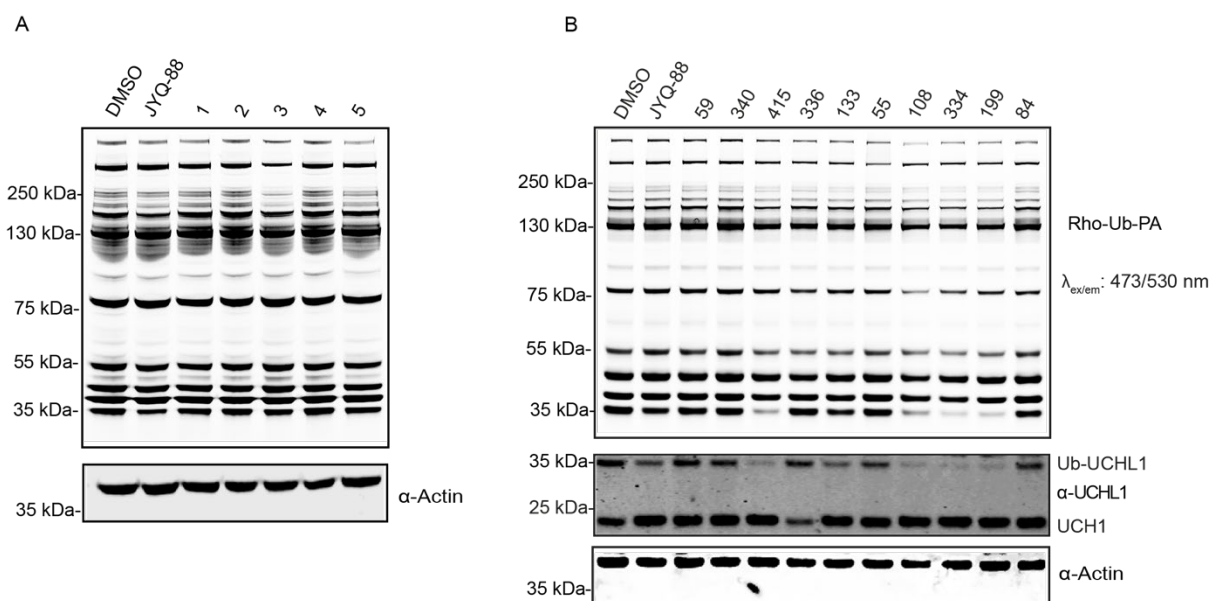 A
DMSO
JYQ-88
1
2
3
4
5
250 kDa-
130 kDa-
75 kDa-
55 kDa-
35 kDa-
35 kDa-
α-Actin
B
DMSO
JYQ-88
59
340
415
336
133
55
108
334
199
84
250 kDa-
130 kDa-
75 kDa-
55 kDa-
35 kDa-
Rho-Ub-PA
λex/em: 473/530 nm
35 kDa-
25 kDa-
Ub-UCHL1
α-UCHL1
UCH1
35 kDa-
α-Actin